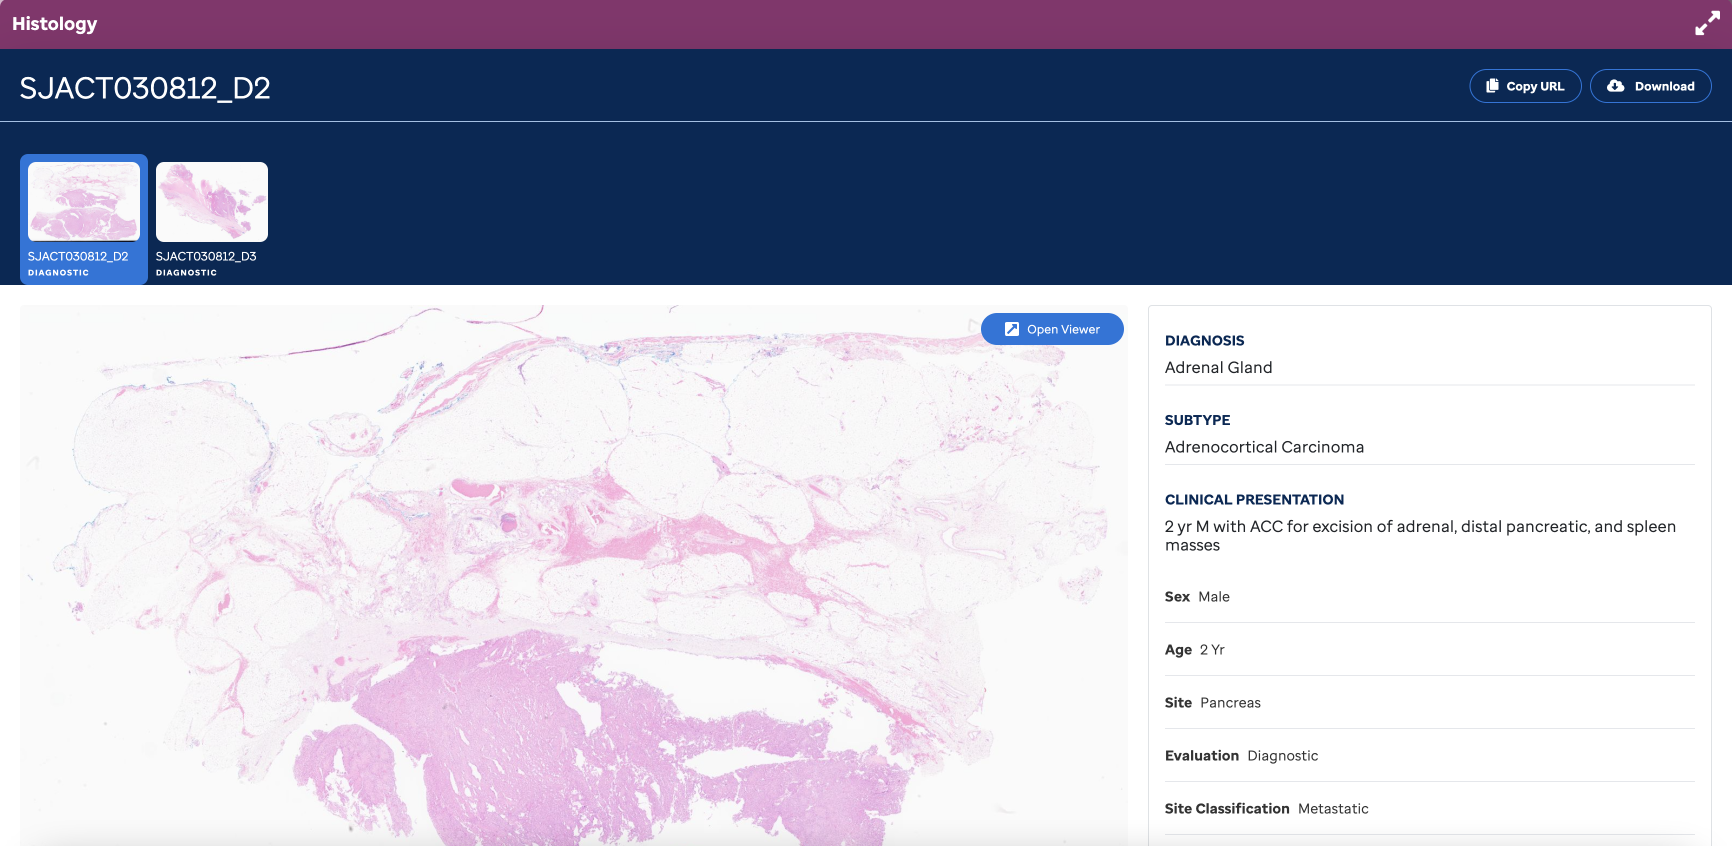 Histology
SJACT030812_D2
Copy URL
Download
SJACT030812_D2
DIAGNOSTIC
SJACT030812_D3
DIAGNOSTIC
Open Viewer
DIAGNOSIS
Adrenal Gland
SUBTYPE
Adrenocortical Carcinoma
CLINICAL PRESENTATION
2 yr M with ACC for excision of adrenal, distal pancreatic, and spleen
masses
Sex Male
Age 2 Yr
Site Pancreas
Evaluation Diagnostic
Site Classification Metastatic